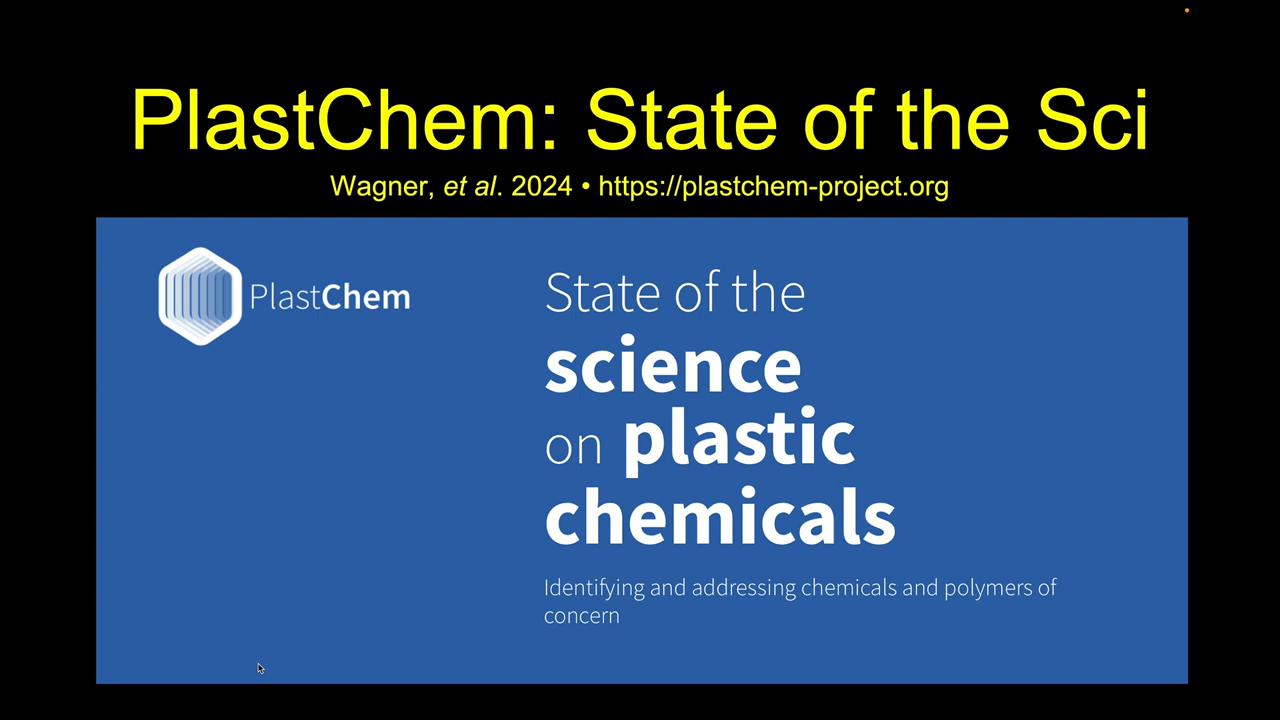 PlastChem: State of the Sci
Wagner, et al. 2024 • https://plastchem-project.org
PlastChem
State of the
science
on plastic
chemicals
Identifying and addressing chemicals and polymers of
concern